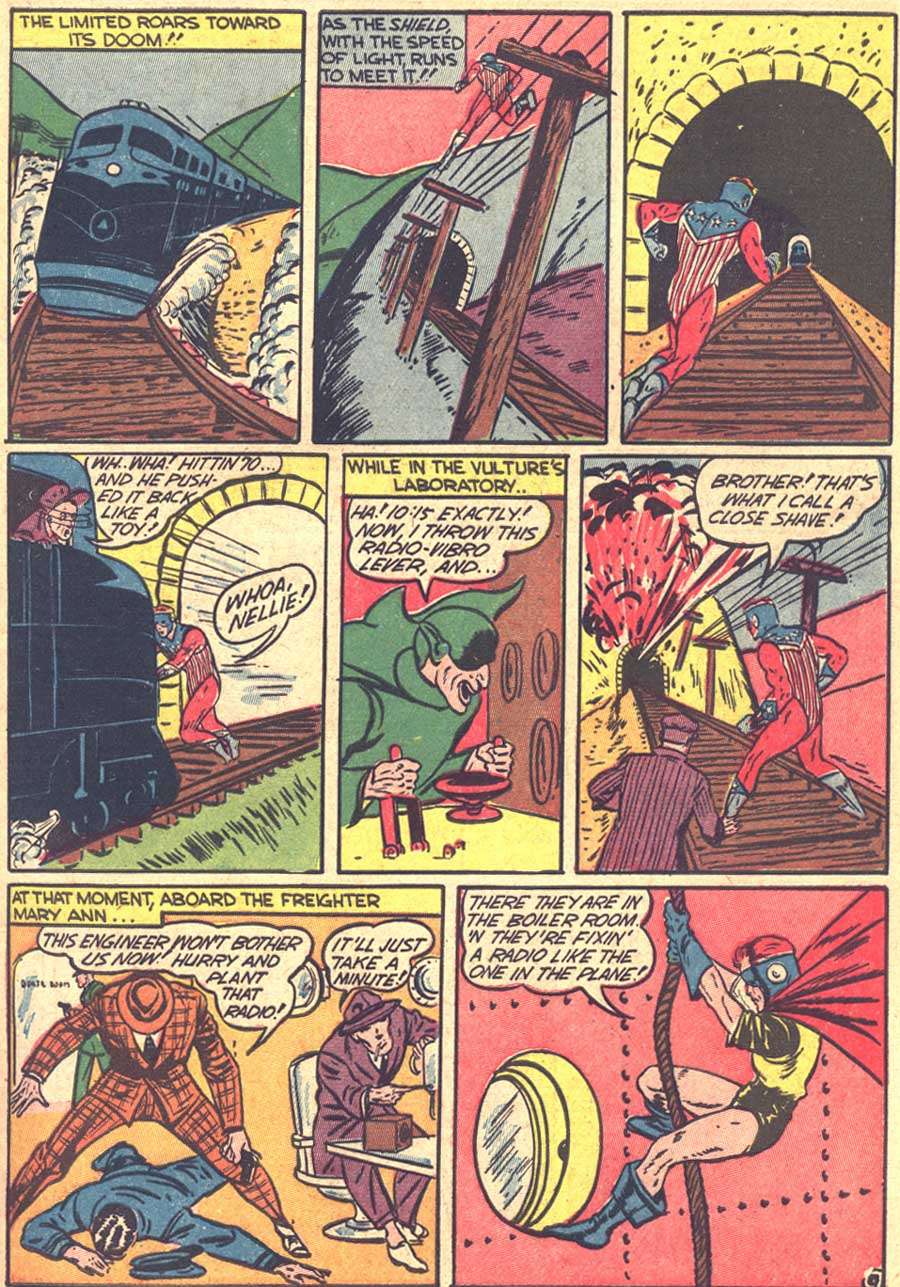 THE LIMITED ROARS TOWARD
ITS DOOM!!
AS THE SHIELD,
WITH THE SPEED
OF LIGHT, RUNS
TO MEET IT!!
WH..WHA! HITTIN 70...
AND HE PUSH-
ED IT BACK
LIKE A
TOY!
WHOA,
NELLIE!
WHILE IN THE VULTURE'S
LABORATORY..
HA! 10:15 EXACTLY!
NOW, I THROW THIS
RADIO-VIBRO
LEVER, AND...
BROTHER! THAT'S
WHAT I CALL A
CLOSE SHAVE!
AT THAT MOMENT, ABOARD THE FREIGHTER
MARY ANN...
THIS ENGINEER WON'T BOTHER
US NOW! HURRY AND
PLANT
THAT
RADIO!
IT'LL JUST
TAKE A
MINUTE!
THERE THEY ARE IN
THE BOILER ROOM
'N THEY'RE FIXIN'
A RADIO LIKE THE
ONE IN THE PLANE!